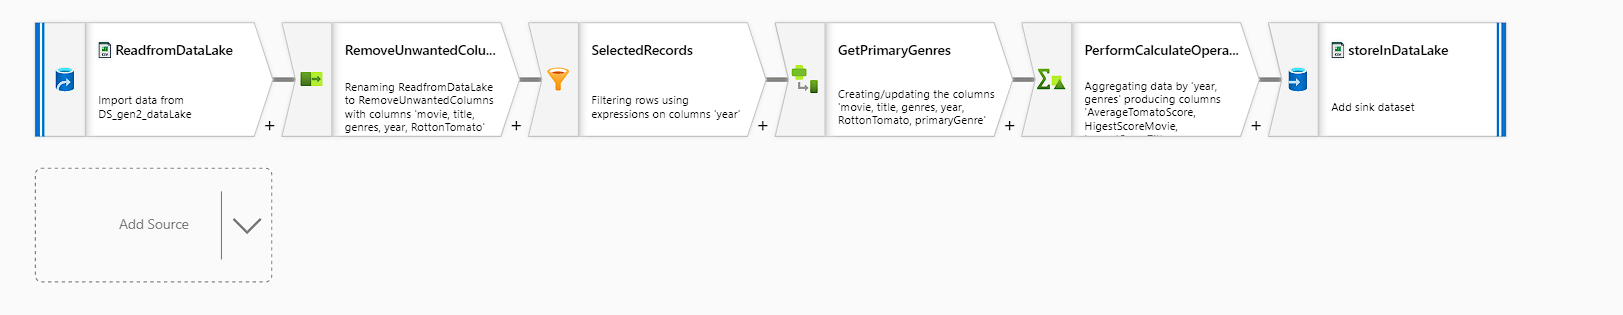 ReadfromDataLake
Import data from
DS_gen2_dataLake
+
RemoveUnwantedColu...
Renaming ReadfromDataLake
to RemoveUnwantedColumns
with columns 'movie, title,
genres, year, RottonTomato'
+
SelectedRecords
Filtering rows using
expressions on columns 'year'
+
GetPrimaryGenres
Creating/updating the columns
'movie, title, genres, year,
RottonTomato, primaryGenre'
+
PerformCalculateOpera...
Aggregating data by 'year,
genres' producing columns
'AverageTomatoScore,
HigestScoreMovie,
+
storeInDataLake
Add sink dataset
Add Source